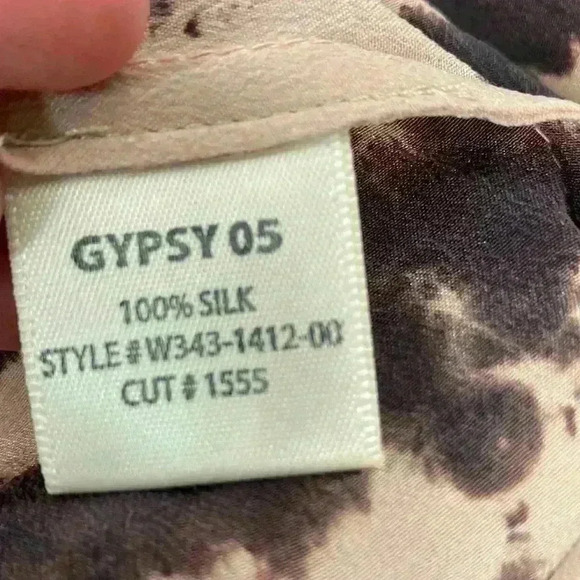 GYPSY 05
100% SILK
STYLE # W343-1412-00
CUT # 1555